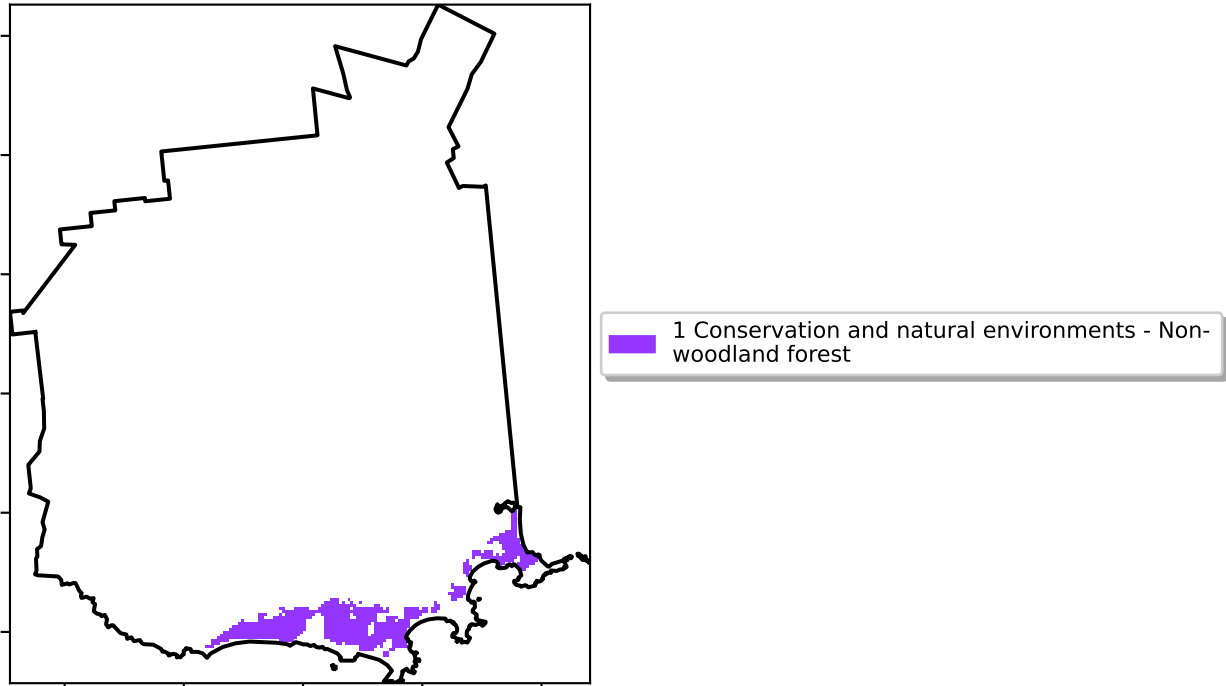 1 Conservation and natural environments - Non-
woodland forest